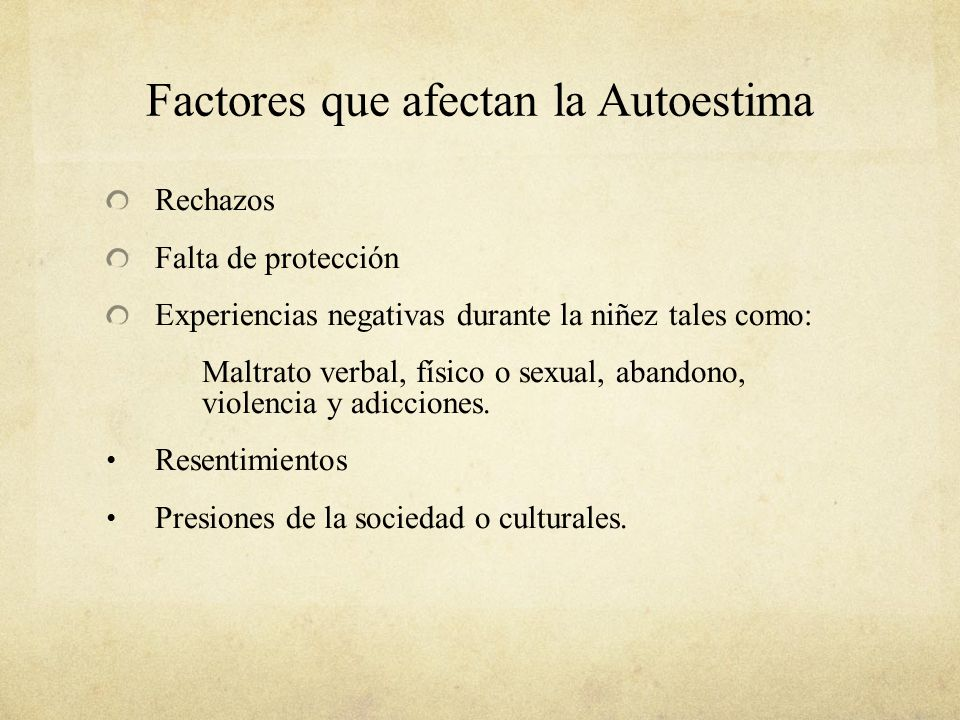 Factores que afectan la Autoestima
Rechazos
Falta de protección
Experiencias negativas durante la niñez tales como:
Maltrato verbal, físico o sexual, abandono,
violencia y adicciones.
• Resentimientos
• Presiones de la sociedad o culturales.